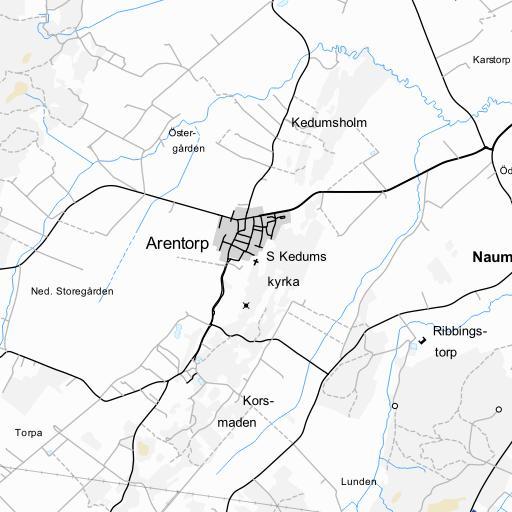 Karstorp
Kedumsholm
Öster-
gården
Öd
Arentorp
S Kedums
kyrka
Naum
Ned. Storegården
Ribbings-
torp
Kors-
maden
Torpa
Lunden